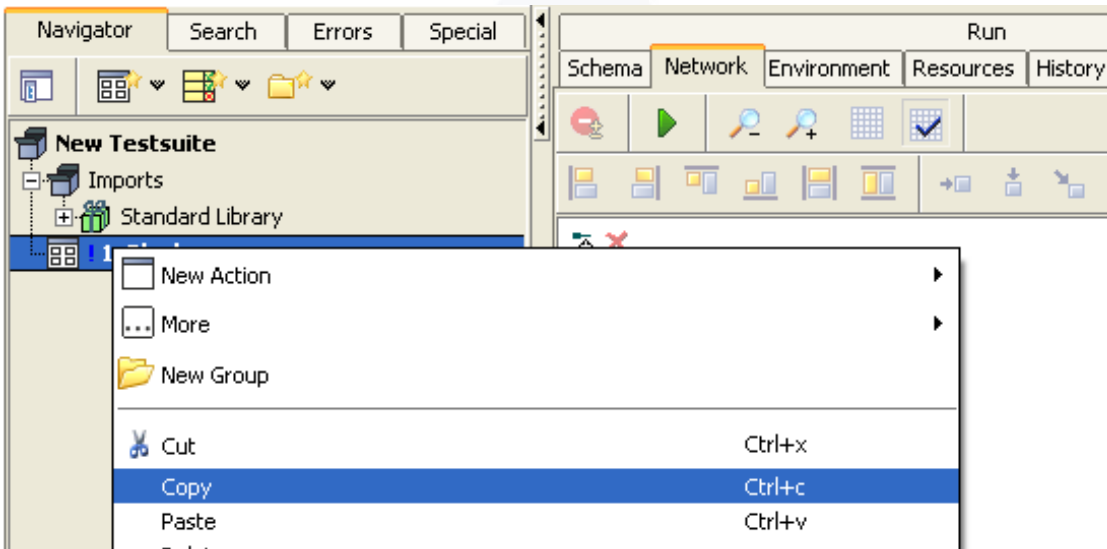 Navigator Search Errors Special
Run
Schema Network Environment Resources History
New Testsuite
Imports
Standard Library
! 1
New Action
More
New Group
Cut Ctrl+x
Copy Ctrl+c
Paste Ctrl+v